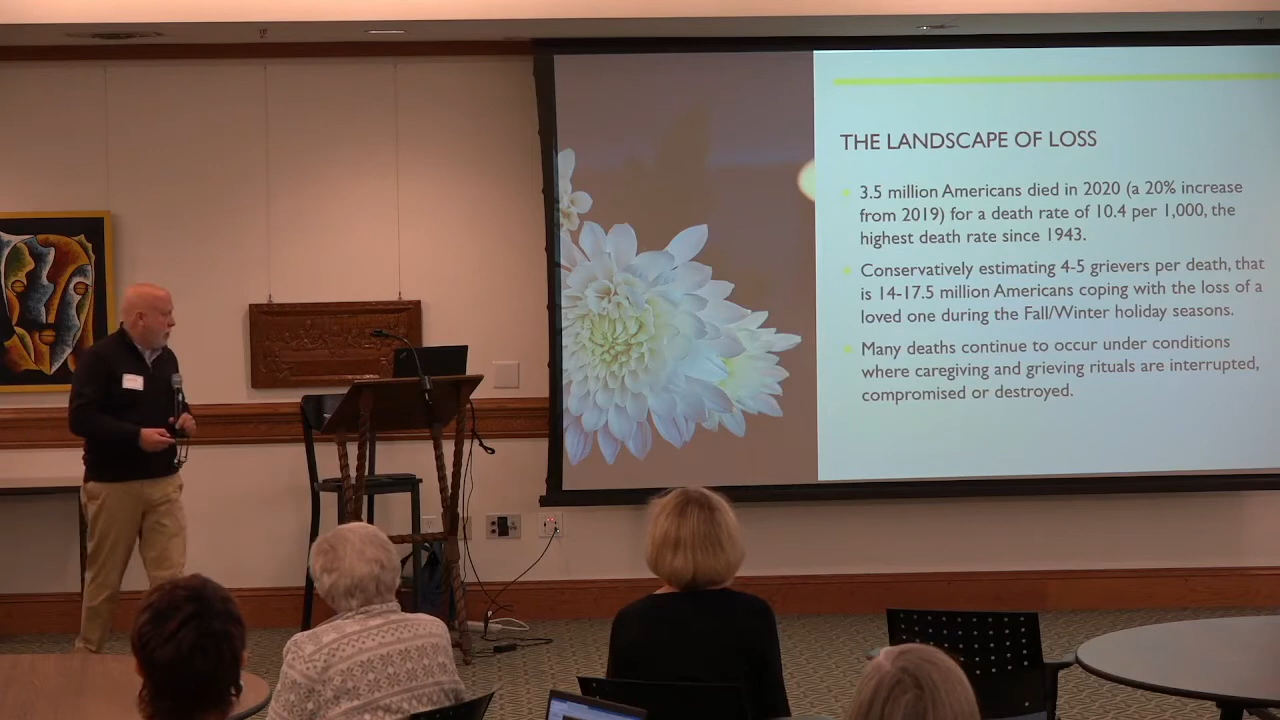 THE LANDSCAPE OF LOSS
3.5 million Americans died in 2020 (a 20% increase
from 2019) for a death rate of 10.4 per 1,000, the
highest death rate since 1943.
Conservatively estimating 4-5 grievers per death, that
is 14-17.5 million Americans coping with the loss of a
loved one during the Fall/Winter holiday seasons.
Many deaths continue to occur under conditions
where caregiving and grieving rituals are interrupted,
compromised or destroyed.